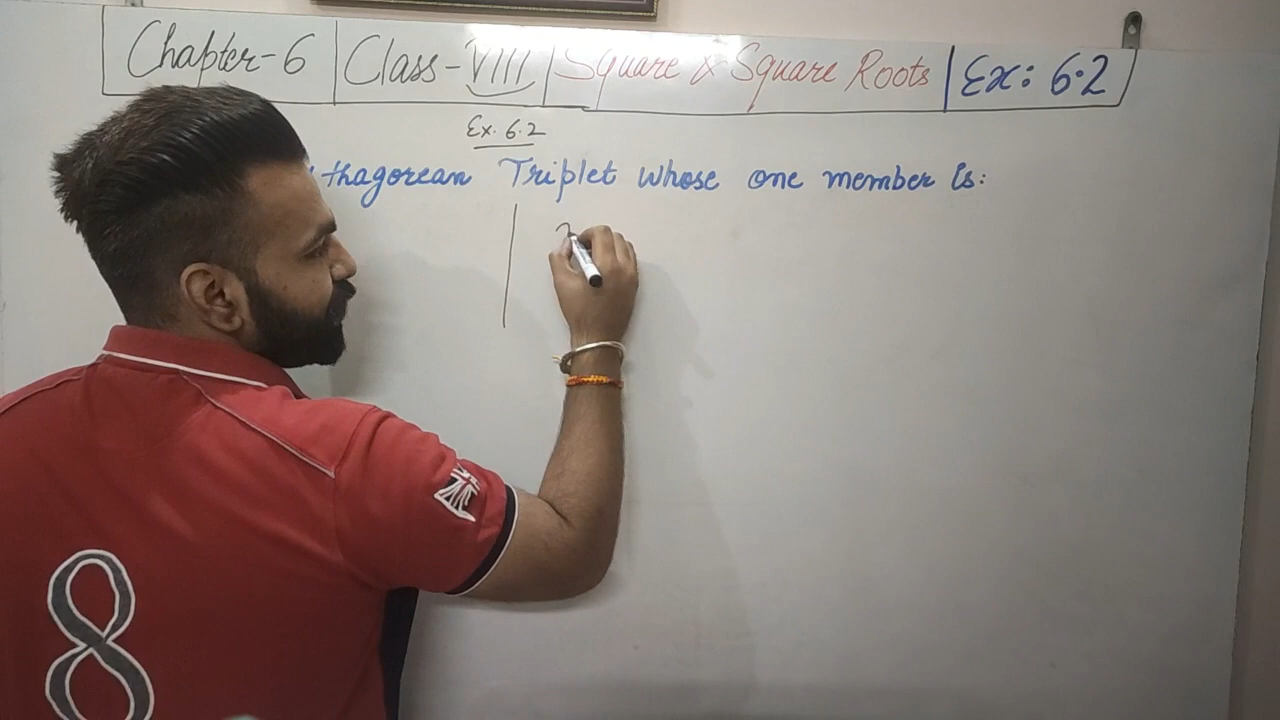 Chapter-6 Class-VIII Square & Square Roots Ex: 6.2
Ex. 6.2
thagorean Triplet whose one member is:
8